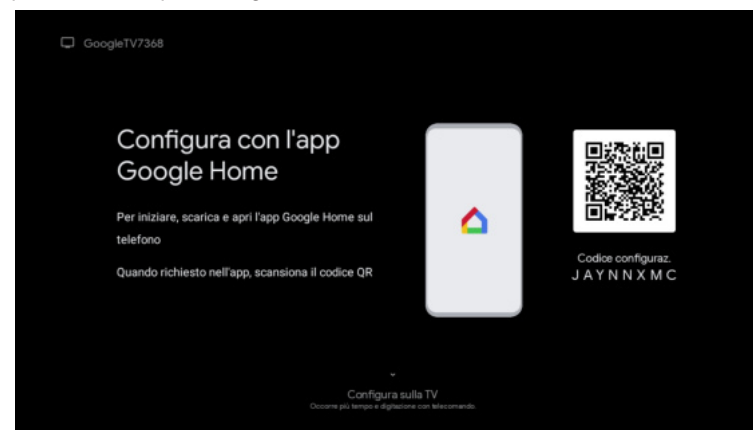 GoogleTV7368
Configura con l'app
Google Home
Per iniziare, scarica e apri l'app Google Home sul
telefono
Quando richiesto nell'app, scansiona il codice QR
Codice configuraz.
J A Y N N X M C
Configura sulla TV
Occorre più tempo e digitazione con telecomando